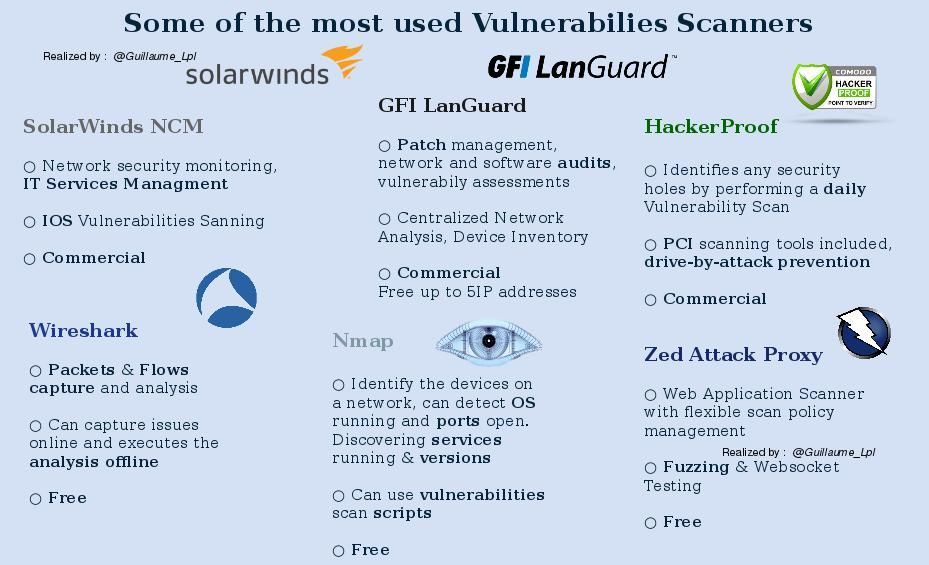 Some of the most used Vulnerabilies Scanners
Realized by : @Guillaume_Lpl
solarwinds
GFI LanGuard ™
COMODO
HACKER
PROOF
POINT TO VERIFY
SolarWinds NCM
○ Network security monitoring,
IT Services Managment
○ IOS Vulnerabilities Sanning
○ Commercial
GFI LanGuard
○ Patch management,
network and software audits,
vulnerabily assessments
○ Centralized Network
Analysis, Device Inventory
○ Commercial
Free up to 5IP addresses
HackerProof
○ Identifies any security
holes by performing a daily
Vulnerability Scan
○ PCI scanning tools included,
drive-by-attack prevention
○ Commercial
Wireshark
○ Packets & Flows
capture and analysis
○ Can capture issues
online and executes the
analysis offline
○ Free
Nmap
○ Identify the devices on
a network, can detect OS
running and ports open.
Discovering services
running & versions
○ Can use vulnerabilities
scan scripts
○ Free
Zed Attack Proxy
○ Web Application Scanner
with flexible scan policy
management
Realized by : @Guillaume_Lpl
○ Fuzzing & Websocket
Testing
○ Free